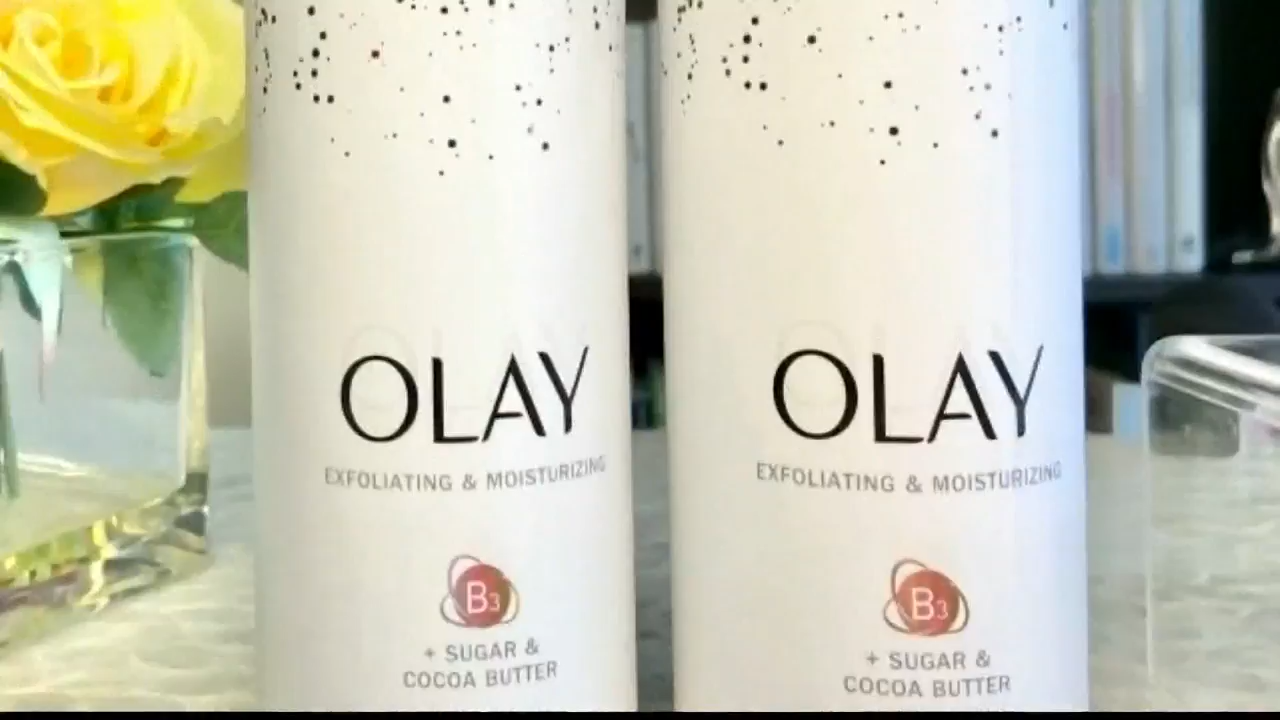 OLAY
EXFOLIATING & MOISTURIZING
B3
+ SUGAR &
COCOA BUTTER
OLAY
EXFOLIATING & MOISTURIZING
B3
+ SUGAR &
COCOA BUTTER